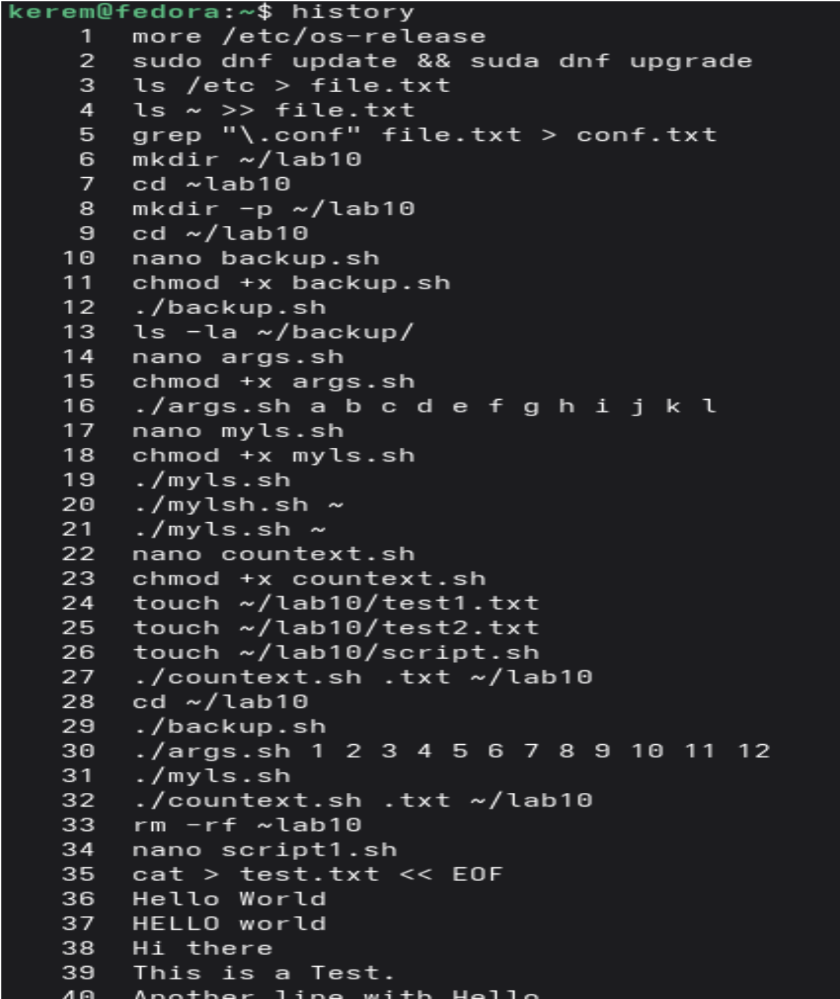 kerem@fedora:~$ history
1 more /etc/os-release
2 sudo dnf update && suda dnf upgrade
3 ls /etc > file.txt
4 ls ~ >> file.txt
5 grep "\.conf" file.txt > conf.txt
6 mkdir ~/lab10
7 cd ~lab10
8 mkdir -p ~/lab10
9 cd ~/lab10
10 nano backup.sh
11 chmod +x backup.sh
12 ./backup.sh
13 ls -la ~/backup/
14 nano args.sh
15 chmod +x args.sh
16 ./args.sh a b c d e f g h i j k l
17 nano myls.sh
18 chmod +x myls.sh
19 ./myls.sh
20 ./mylsh.sh ~
21 ./myls.sh ~
22 nano countext.sh
23 chmod +x countext.sh
24 touch ~/lab10/test1.txt
25 touch ~/lab10/test2.txt
26 touch ~/lab10/script.sh
27 ./countext.sh .txt ~/lab10
28 cd ~/lab10
29 ./backup.sh
30 ./args.sh 1 2 3 4 5 6 7 8 9 10 11 12
31 ./myls.sh
32 ./countext.sh .txt ~/lab10
33 rm -rf ~lab10
34 nano script1.sh
35 cat > test.txt << EOF
36 Hello World
37 HELLO world
38 Hi there
39 This is a Test.
40 Another line with Hello